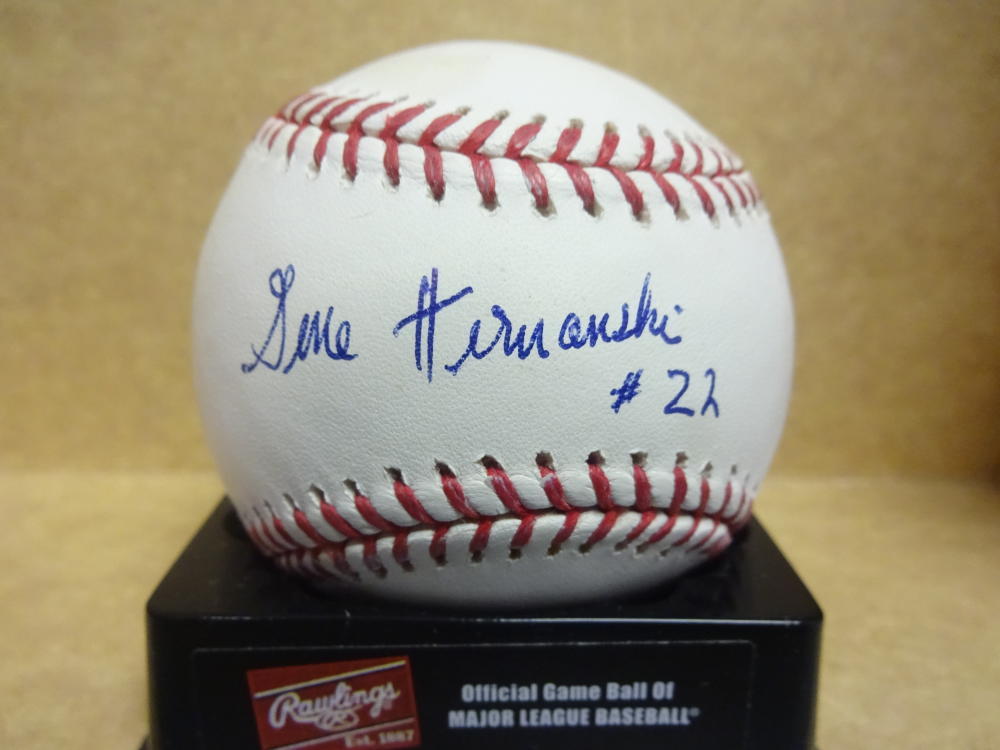 Gene Hermanski
# 22
Rawlings
Est. 1887
Official Game Ball Of
MAJOR LEAGUE BASEBALL®